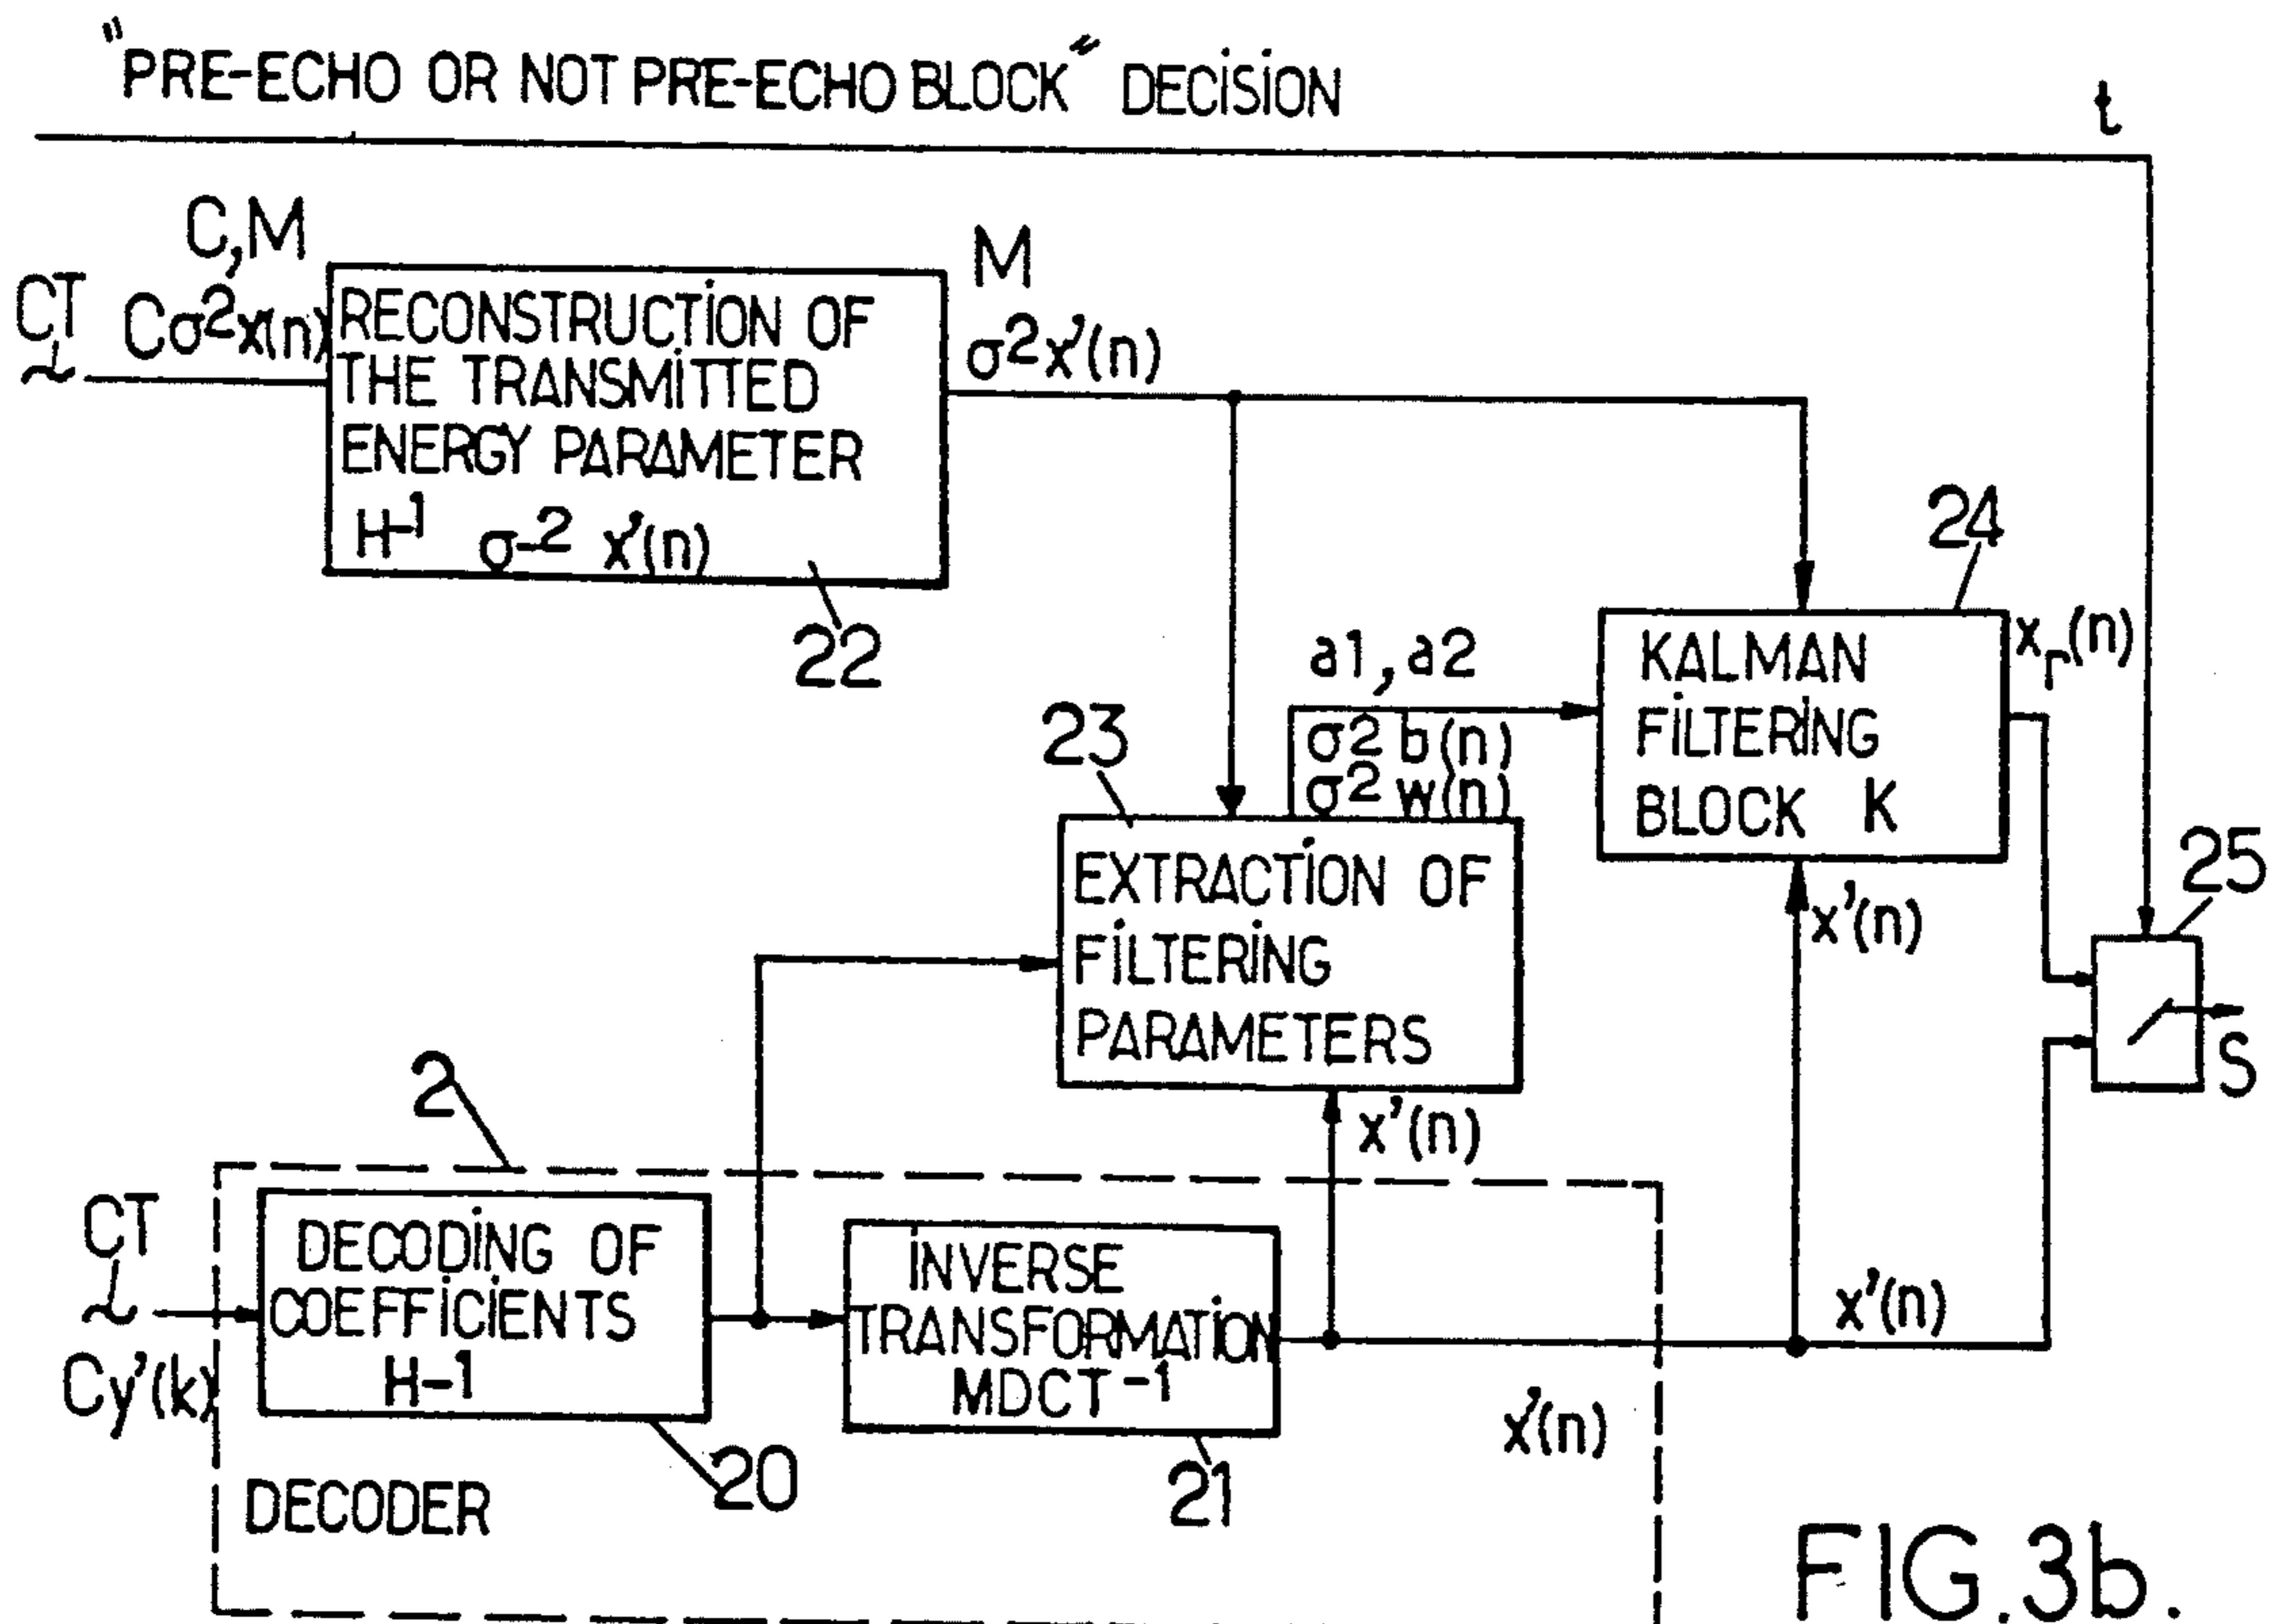 "PRE-ECHO OR NOT PRE-ECHO BLOCK" DECISION
t
C,M
CT
Cσ2x(n)
RECONSTRUCTION OF
THE TRANSMITTED
ENERGY PARAMETER
H-1 σ-2 x'(n)
22
M
σ2x'(n)
24
a1,a2
σ2 b(n)
σ2 w(n)
KALMAN
FILTERING
BLOCK K
xr(n)
23
EXTRACTION OF
FILTERING
PARAMETERS
x'(n)
25
S
2
x'(n)
CT
Cy'(k)
DECODING OF
COEFFICIENTS
H-1
20
INVERSE
TRANSFORMATION
MDCT-1
21
x'(n)
x'(n)
DECODER
FIG.3b.